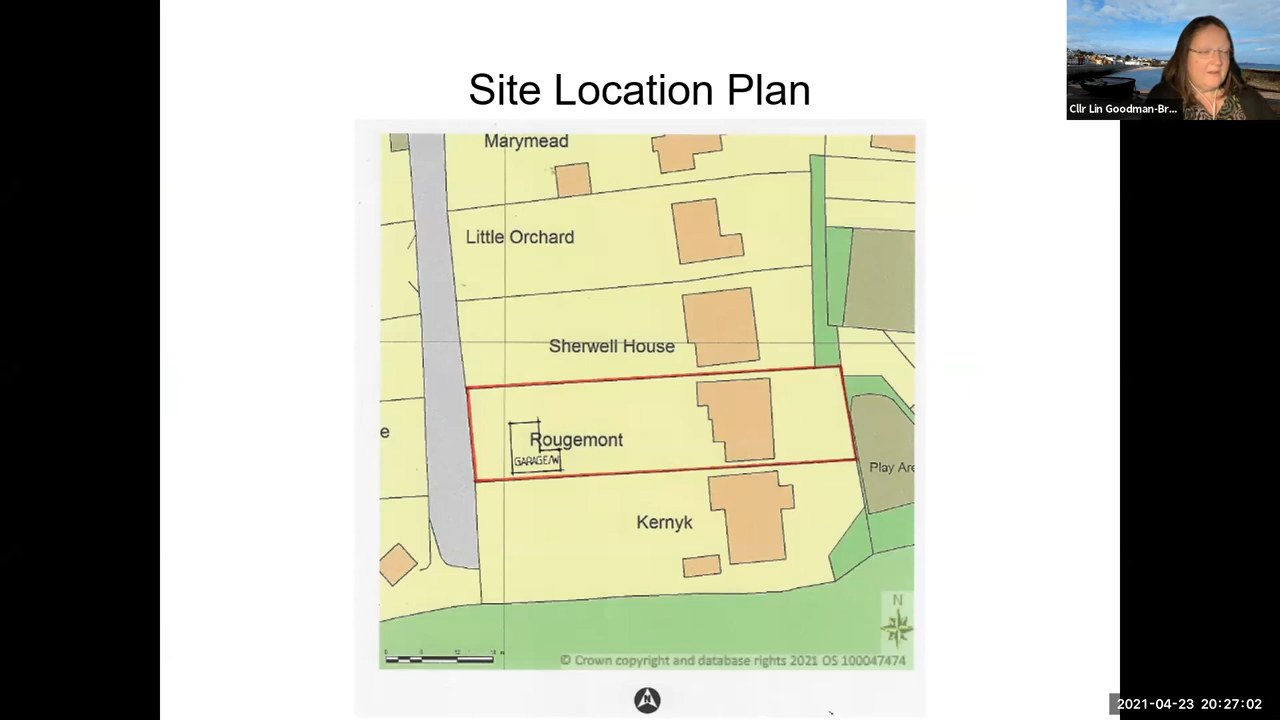 Site Location Plan
Cllr Lin Goodman-Br...
Marymead
Little Orchard
Sherwell House
Rougemont
GARAGE/W
e
Play Are
Kernyk
N
© Crown copyright and database rights 2021 OS 100047474
N
2021-04-23 20:27:02